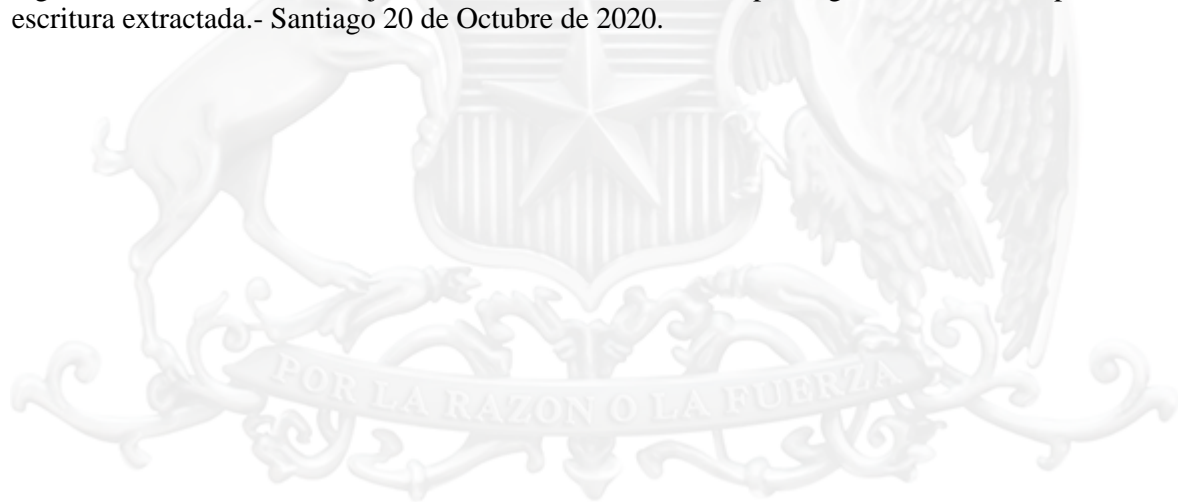 escritura extractada.- Santiago 20 de Octubre de 2020.
POR LA RAZON O LA FUERZA